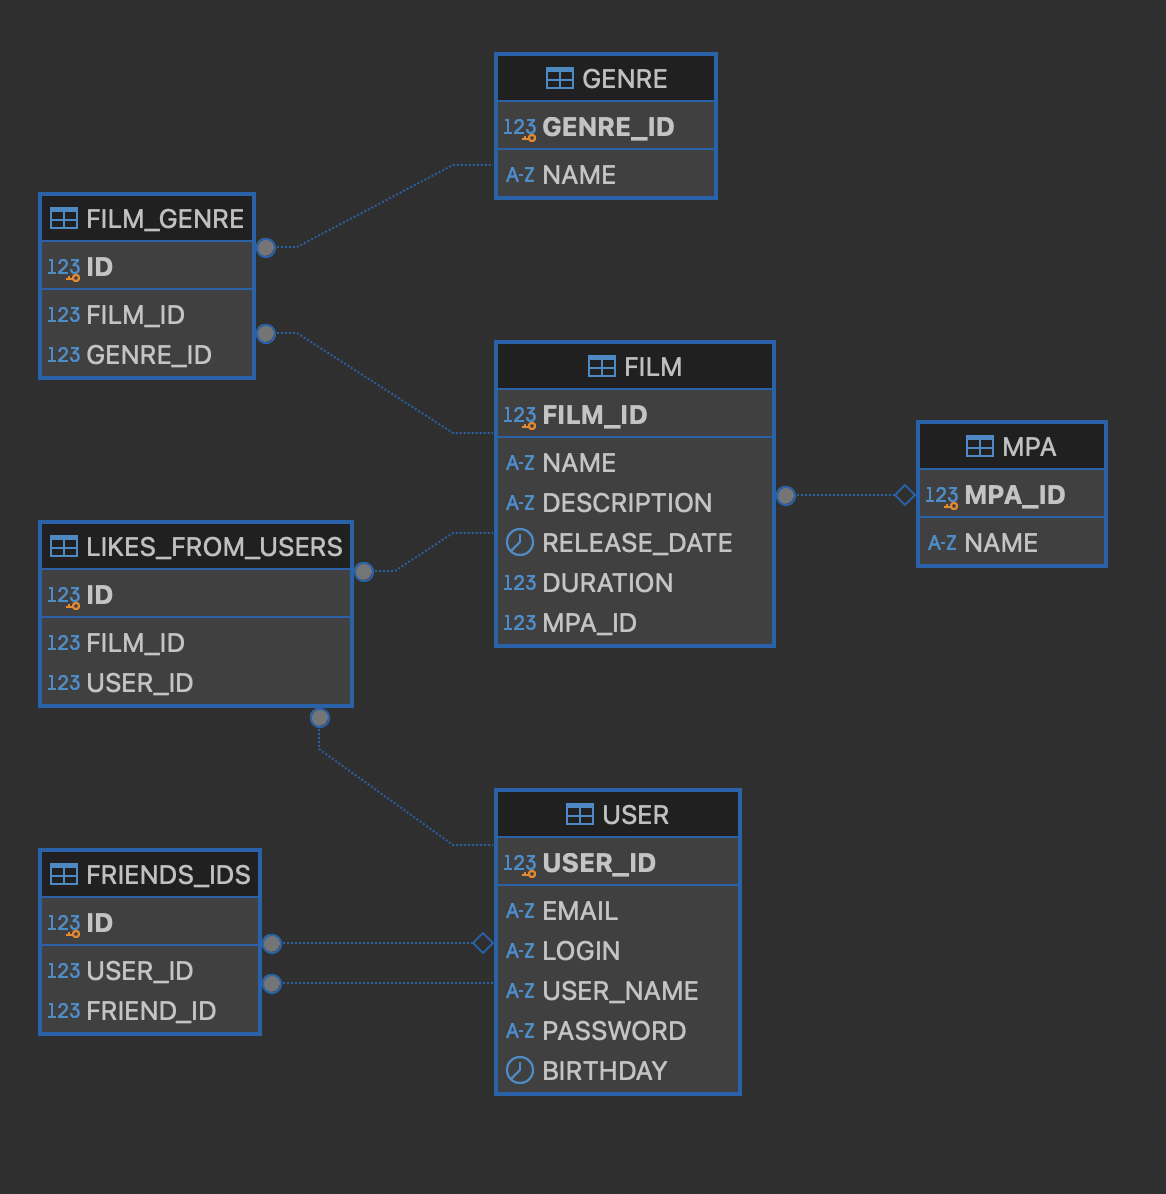 GENRE
123 GENRE_ID
A-Z NAME
FILM_GENRE
123 ID
123 FILM_ID
123 GENRE_ID
FILM
123 FILM_ID
A-Z NAME
A-Z DESCRIPTION
RELEASE_DATE
123 DURATION
123 MPA_ID
MPA
123 MPA_ID
A-Z NAME
LIKES_FROM_USERS
123 ID
123 FILM_ID
123 USER_ID
USER
123 USER_ID
A-Z EMAIL
A-Z LOGIN
A-Z USER_NAME
A-Z PASSWORD
BIRTHDAY
FRIENDS_IDS
123 ID
123 USER_ID
123 FRIEND_ID